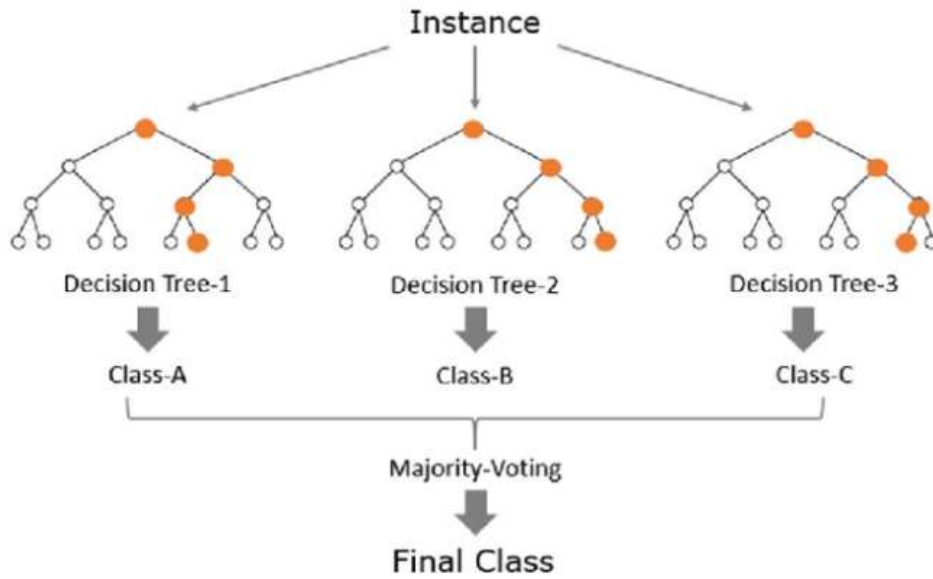 Instance
Decision Tree-1
Decision Tree-2
Decision Tree-3
Class-A
Class-B
Class-C
Majority-Voting
Final Class